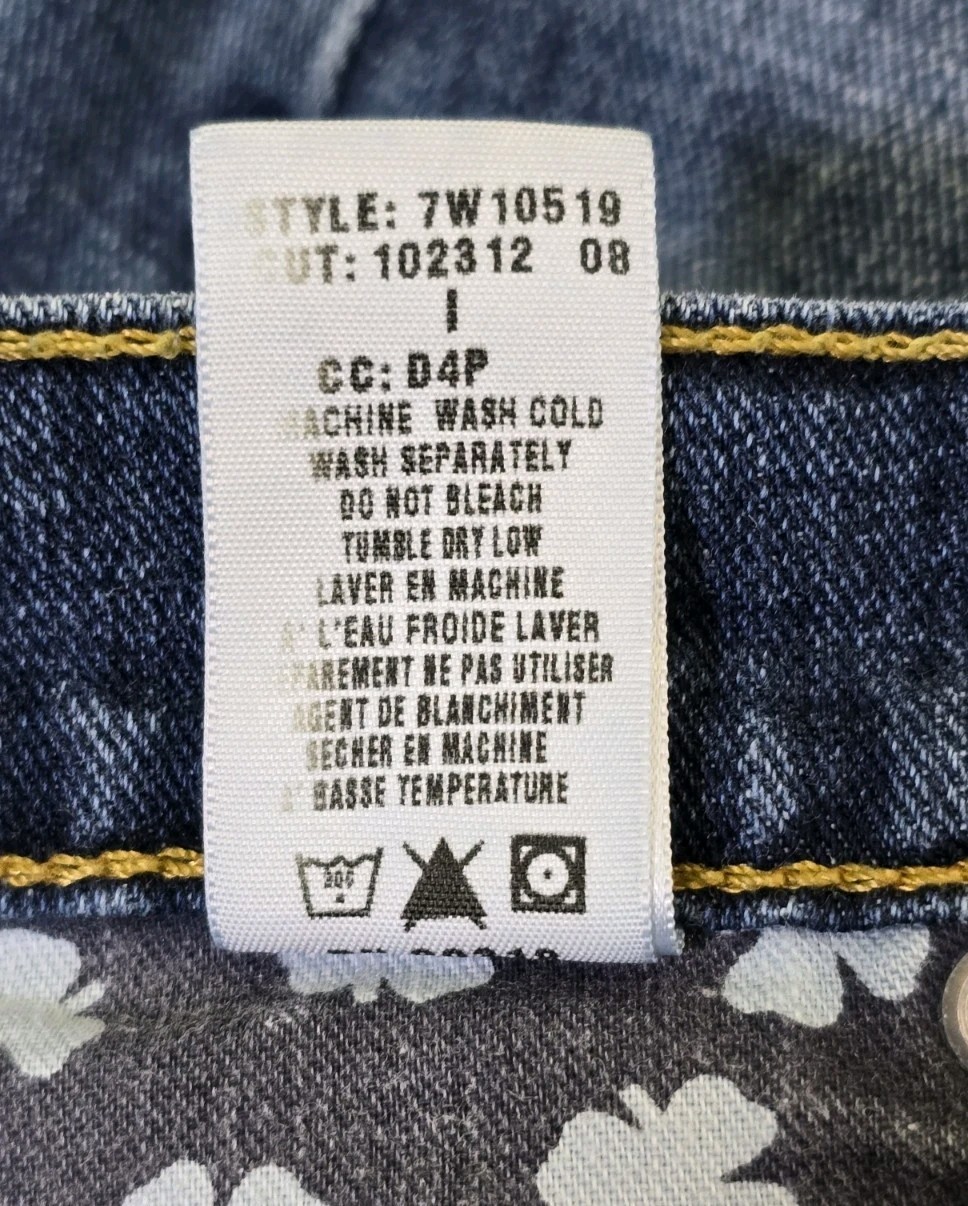 STYLE: 7W10519
CUT: 102312 08
I
CC: D4P
MACHINE WASH COLD
WASH SEPARATELY
DO NOT BLEACH
TUMBLE DRY LOW
LAVER EN MACHINE
A' L'EAU FROIDE LAVER
PAREMENT NE PAS UTILISER
AGENT DE BLANCHIMENT
SECHER EN MACHINE
A' BASSE TEMPERATURE